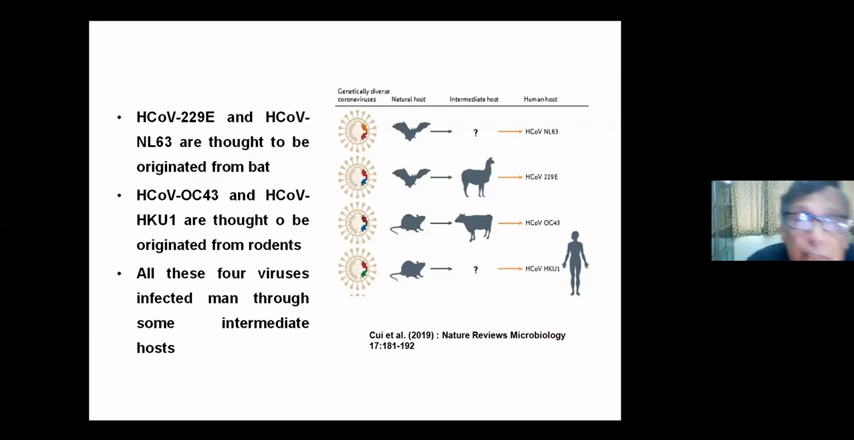 • HCoV-229E and HCoV-
NL63 are thought to be
originated from bat
• HCoV-OC43 and HCoV-
HKU1 are thought o be
originated from rodents
• All these four viruses
infected man through
some intermediate
hosts
Genetically diverse
coronaviruses
Natural host
Intermediate host
Human host
?
HCoV NL63
HCoV 229E
HCoV OC43
?
HCoV HKU1
Cui et al. (2019) : Nature Reviews Microbiology
17:181-192